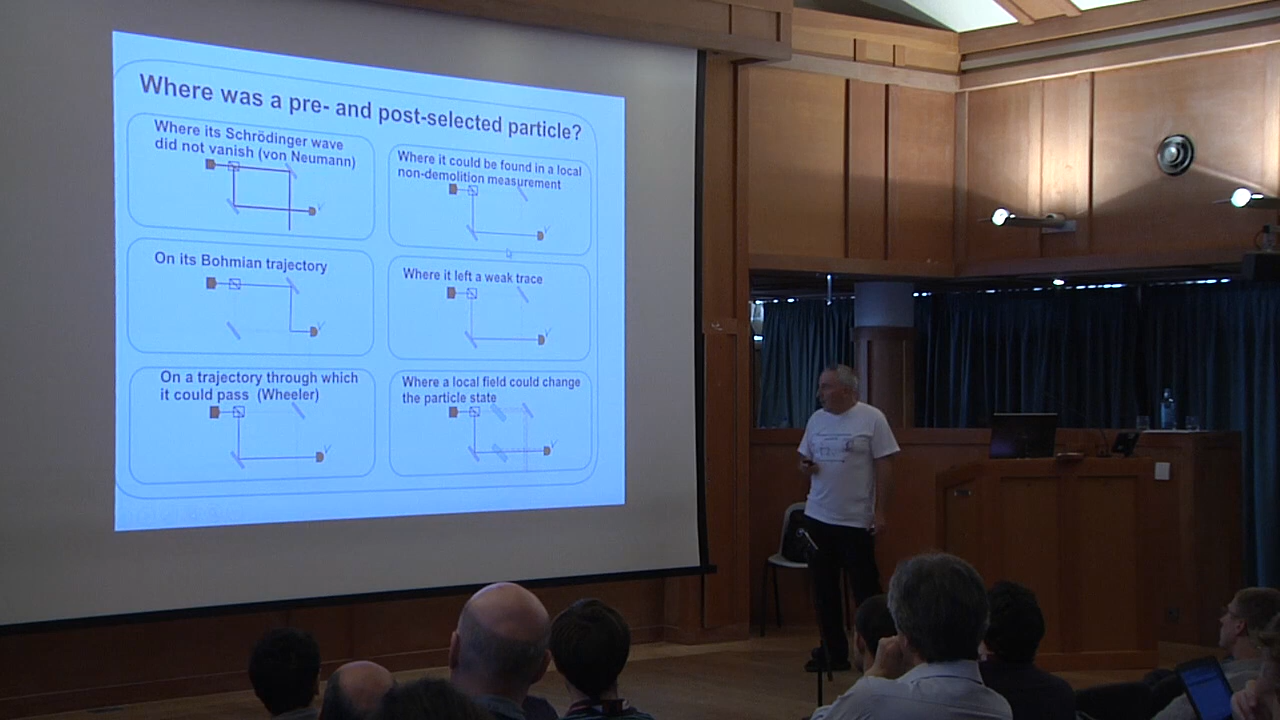 Where was a pre- and post-selected particle?
Where its Schrödinger wave
did not vanish (von Neumann)
Where it could be found in a local
non-demolition measurement
On its Bohmian trajectory
Where it left a weak trace
On a trajectory through which
it could pass (Wheeler)
Where a local field could change
the particle state